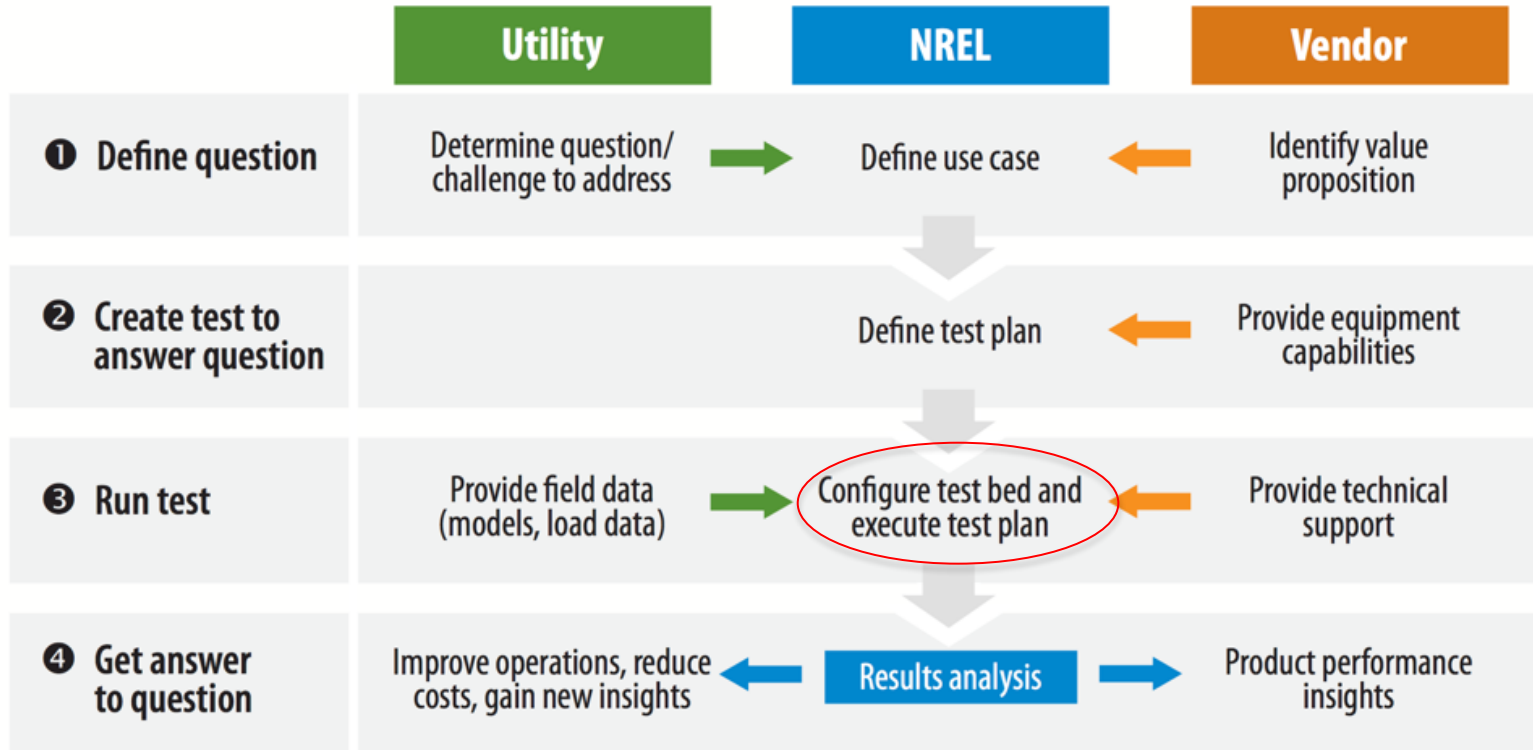 Utility
NREL
Vendor
❶ Define question
Determine question/
challenge to address
Define use case
Identify value
proposition
❷ Create test to
answer question
Define test plan
Provide equipment
capabilities
❸ Run test
Provide field data
(models, load data)
Configure test bed and
execute test plan
Provide technical
support
❹ Get answer
to question
Improve operations, reduce
costs, gain new insights
Results analysis
Product performance
insights